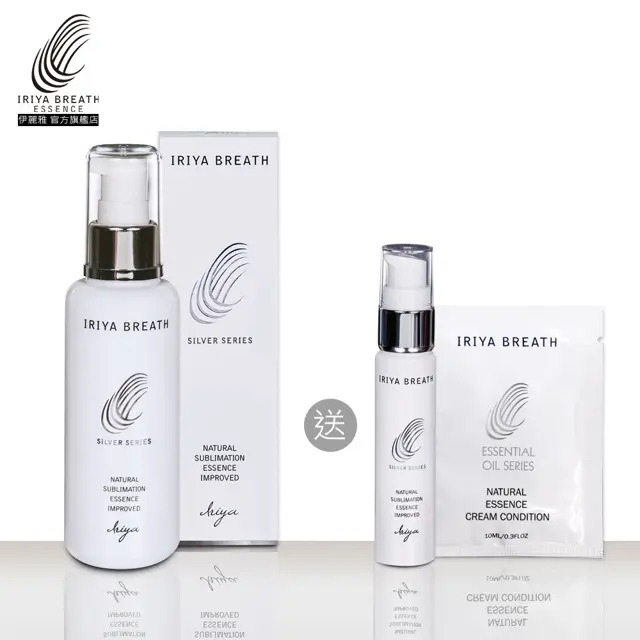 IRIYA BREATH
ESSENCE
伊麗雅 官方旗艦店
IRIYA BREATH
SILVER SERIES
NATURAL
SUBLIMATION
ESSENCE
IMPROVED
Iriya
IRIYA BREATH
SILVER SERIES
NATURAL
SUBLIMATION
ESSENCE
IMPROVED
Iriya
送
IRIYA BREATH
SILVER SERIES
NATURAL
SUBLIMATION
ESSENCE
IMPROVED
Iriya
IRIYA BREATH
ESSENTIAL
OIL SERIES
NATURAL
ESSENCE
CREAM CONDITION
10ML/0.3FLOZ